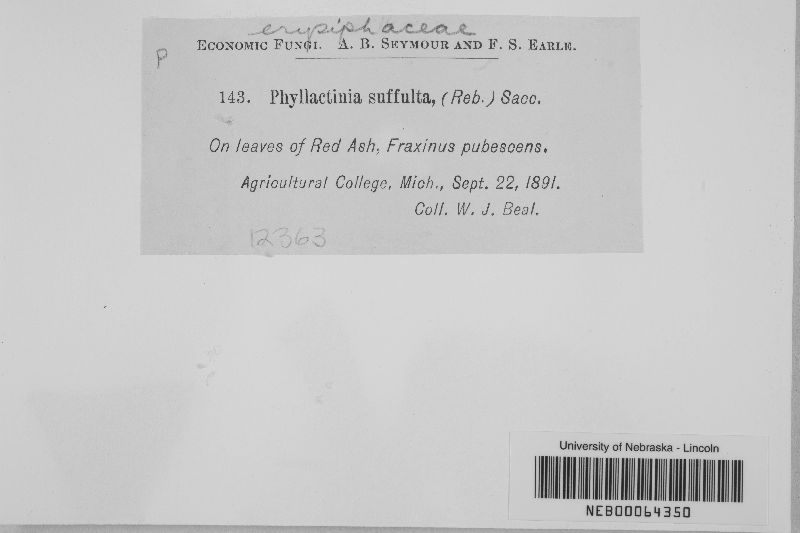 erysiphaceae
P
ECONOMIC FUNGI. A. B. SEYMOUR AND F. S. EARLE.
143. Phyllactinia suffulta, (Reb.) Sacc.
On leaves of Red Ash, Fraxinus pubescens.
Agricultural College, Mich., Sept. 22, 1891.
Coll. W. J. Beal.
12363
University of Nebraska - Lincoln
NEB00064350